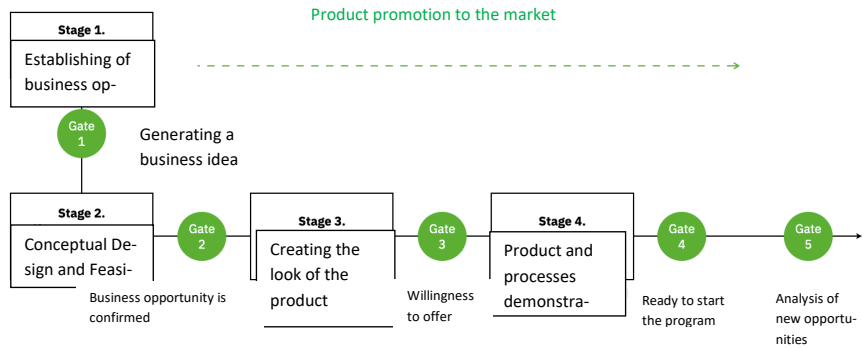 Product promotion to the market
Stage 1.
Establishing of
business op-
Gate
1
Generating a
business idea
Stage 2.
Conceptual De-
sign and Feasi-
Gate
2
Business opportunity is
confirmed
Stage 3.
Creating the
look of the
product
Gate
3
Willingness
to offer
Stage 4.
Product and
processes
demonstra-
Gate
4
Ready to start
the program
Gate
5
Analysis of
new opportu-
nities